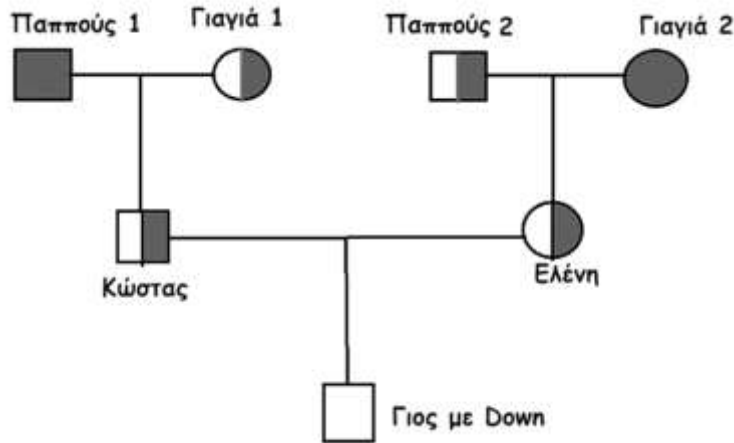 Παππούς 1
Γιαγιά 1
Παππούς 2
Γιαγιά 2
Κώστας
Ελένη
Γιος με Down